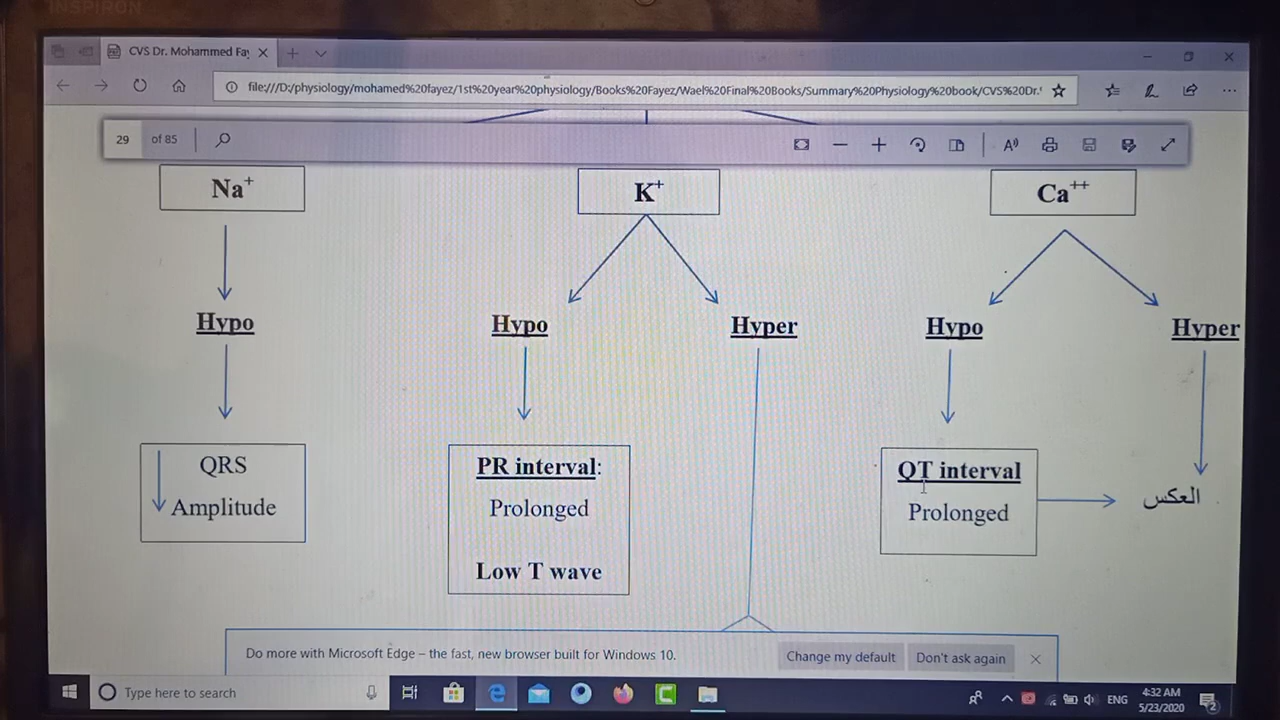 INSPIRON
CVS Dr. Mohammed Fay
file:///D:/physiology/mohamed%20fayez/1st%20year%20physiology/Books%20Fayez/Wael%20Final%20Books/Summary%20Physiology%20book/CVS%20Dr.
29 of 85
Na+ K+ Ca++
Hypo Hypo Hyper Hypo Hyper
QRS
Amplitude
PR interval:
Prolonged
Low T wave
QT interval
Prolonged
العكس
Do more with Microsoft Edge – the fast, new browser built for Windows 10. Change my default Don't ask again
Type here to search
ENG
4:32 AM
5/23/2020
2